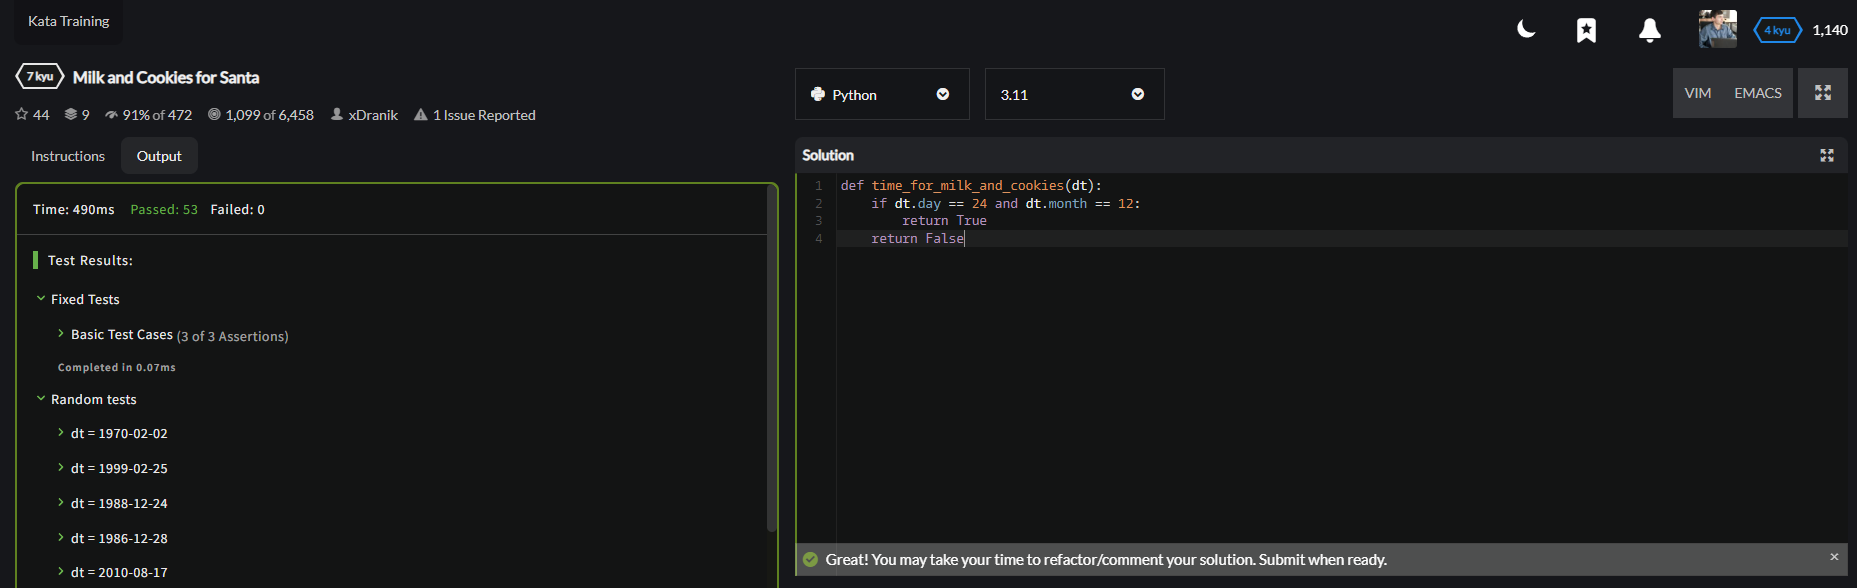 Kata Training
4 kyu 1,140
7 kyu Milk and Cookies for Santa
44 9 91% of 472 1,099 of 6,458 xDranik 1 Issue Reported
Instructions Output
Time: 490ms Passed: 53 Failed: 0
Test Results:
Fixed Tests
Basic Test Cases (3 of 3 Assertions)
Completed in 0.07ms
Random tests
dt = 1970-02-02
dt = 1999-02-25
dt = 1988-12-24
dt = 1986-12-28
dt = 2010-08-17
Python 3.11 VIM EMACS
Solution
1 def time_for_milk_and_cookies(dt):
2 if dt.day == 24 and dt.month == 12:
3 return True
4 return False
Great! You may take your time to refactor/comment your solution. Submit when ready. ×